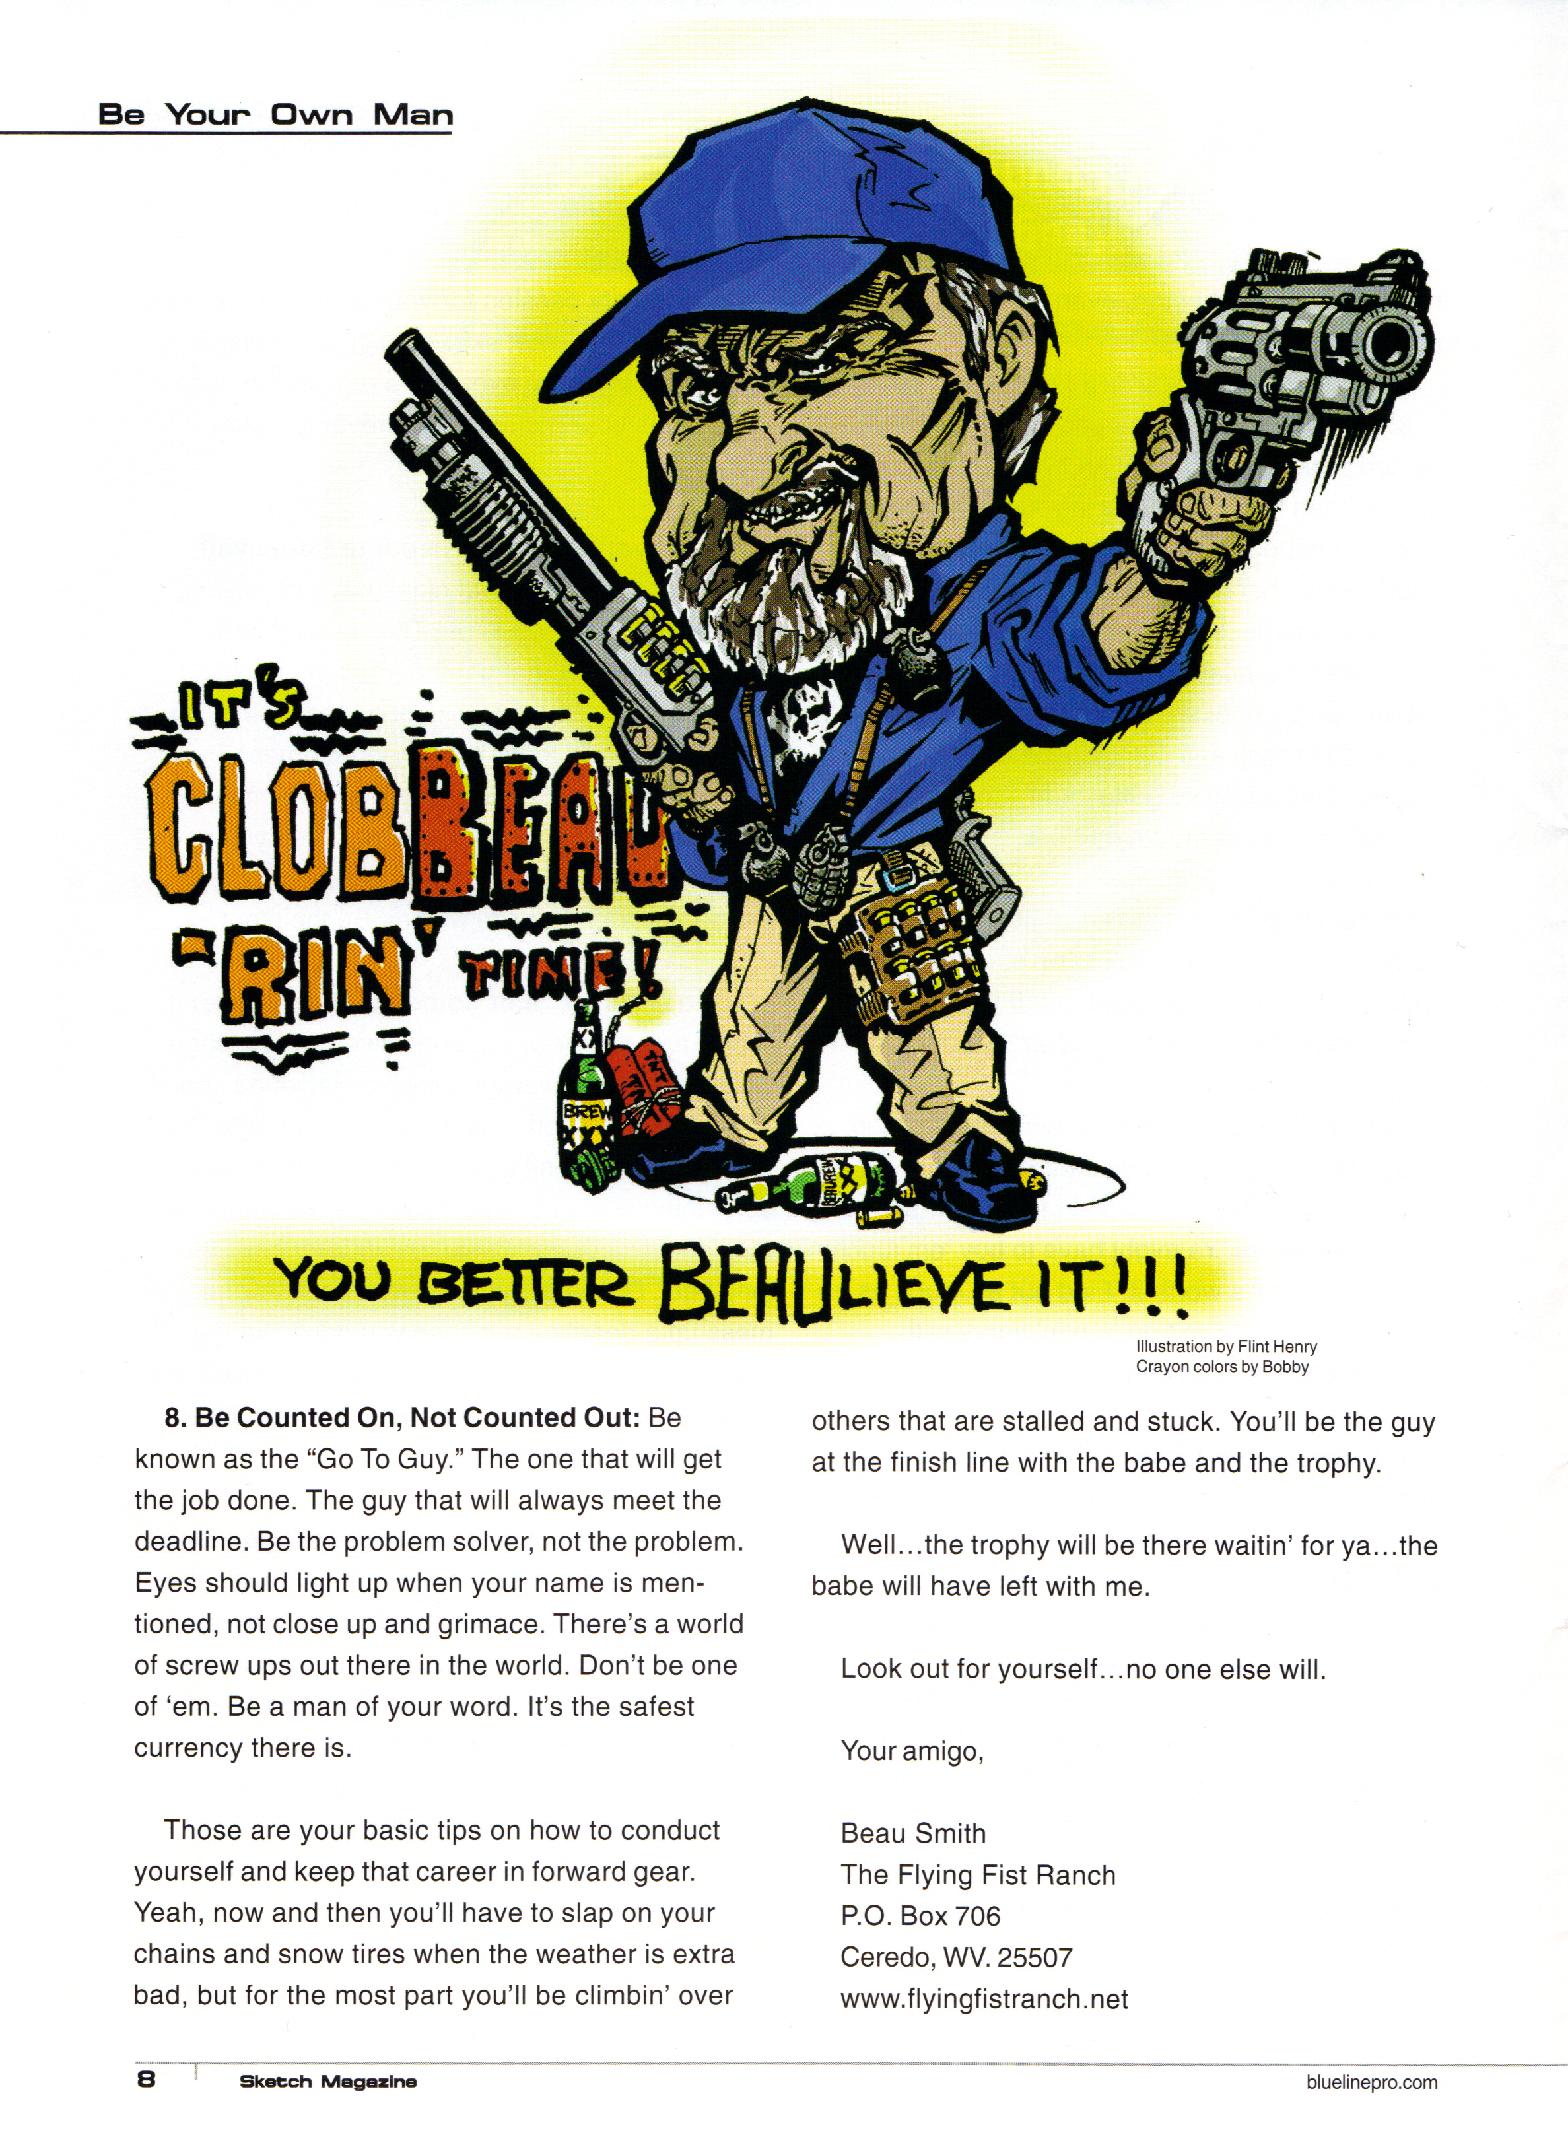 Be Your Own Man
IT'S
CLOBBEAU
"RIN' TIME!
XX
BREW
XXX
TNT
XX
YOU BETTER BEAULIEVE IT!!!
Illustration by Flint Henry
Crayon colors by Bobby
8. Be Counted On, Not Counted Out: Be
known as the “Go To Guy.” The one that will get
the job done. The guy that will always meet the
deadline. Be the problem solver, not the problem.
Eyes should light up when your name is men-
tioned, not close up and grimace. There’s a world
of screw ups out there in the world. Don’t be one
of ‘em. Be a man of your word. It’s the safest
currency there is.
Those are your basic tips on how to conduct
yourself and keep that career in forward gear.
Yeah, now and then you’ll have to slap on your
chains and snow tires when the weather is extra
bad, but for the most part you’ll be climbin’ over
others that are stalled and stuck. You’ll be the guy
at the finish line with the babe and the trophy.
Well...the trophy will be there waitin’ for ya...the
babe will have left with me.
Look out for yourself...no one else will.
Your amigo,
Beau Smith
The Flying Fist Ranch
P.O. Box 706
Ceredo, WV. 25507
www.flyingfistranch.net
8 Sketch Magazine
bluelinepro.com